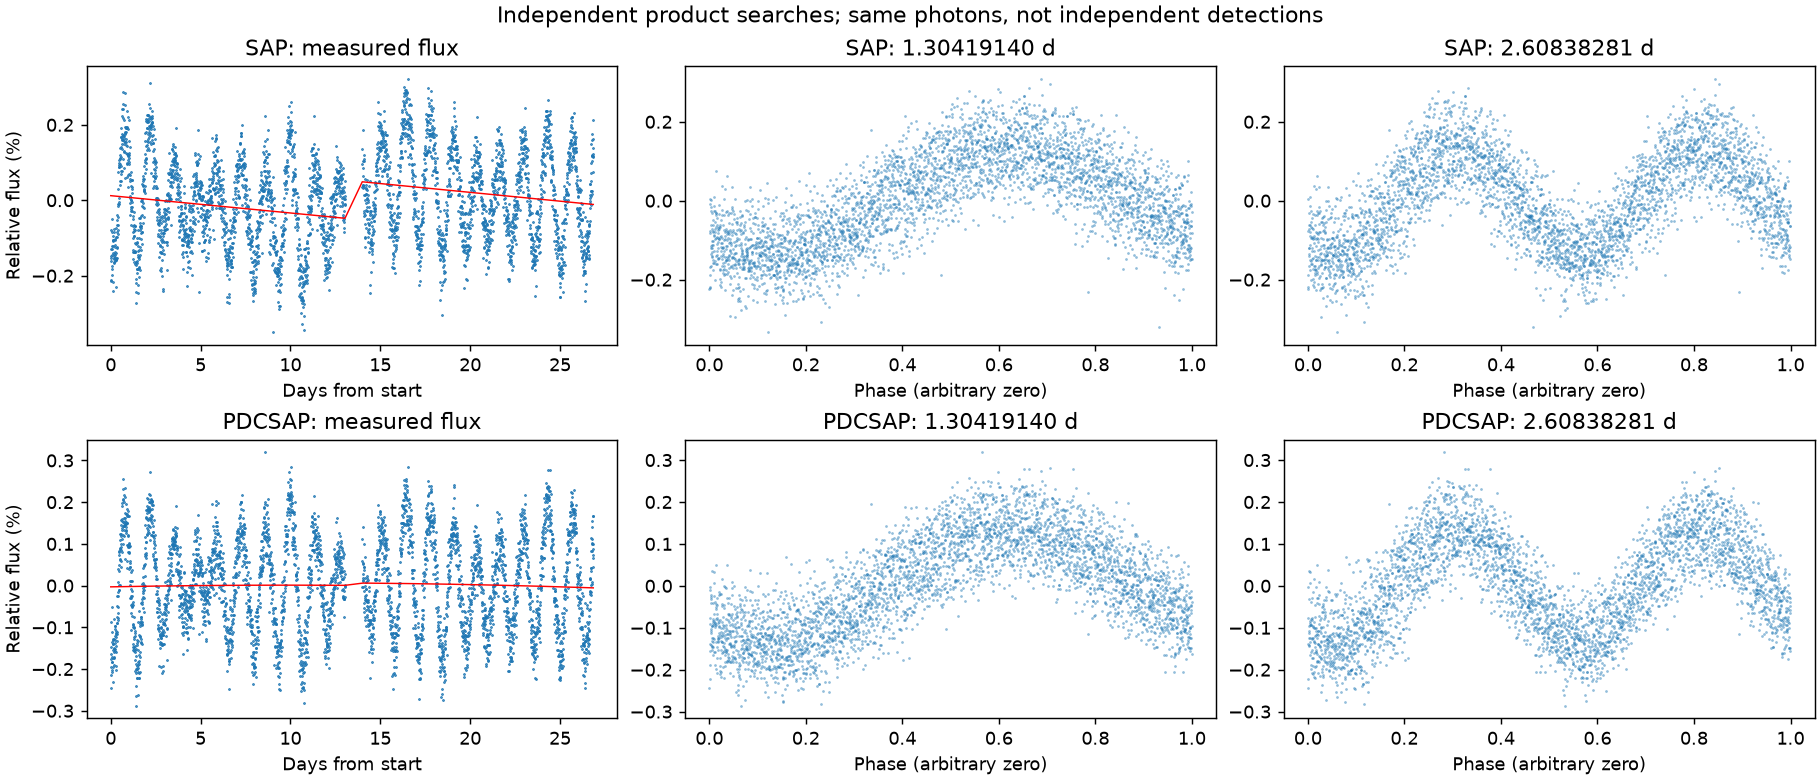 Independent product searches; same photons, not independent detections
SAP: measured flux
SAP: 1.30419140 d
SAP: 2.60838281 d
Relative flux (%)
0.2
0.0
−0.2
0 5 10 15 20 25
Days from start
0.2
0.0
−0.2
0.0 0.2 0.4 0.6 0.8 1.0
Phase (arbitrary zero)
0.2
0.0
−0.2
0.0 0.2 0.4 0.6 0.8 1.0
Phase (arbitrary zero)
PDCSAP: measured flux
PDCSAP: 1.30419140 d
PDCSAP: 2.60838281 d
Relative flux (%)
0.3
0.2
0.1
0.0
−0.1
−0.2
−0.3
0 5 10 15 20 25
Days from start
0.3
0.2
0.1
0.0
−0.1
−0.2
−0.3
0.0 0.2 0.4 0.6 0.8 1.0
Phase (arbitrary zero)
0.3
0.2
0.1
0.0
−0.1
−0.2
−0.3
0.0 0.2 0.4 0.6 0.8 1.0
Phase (arbitrary zero)